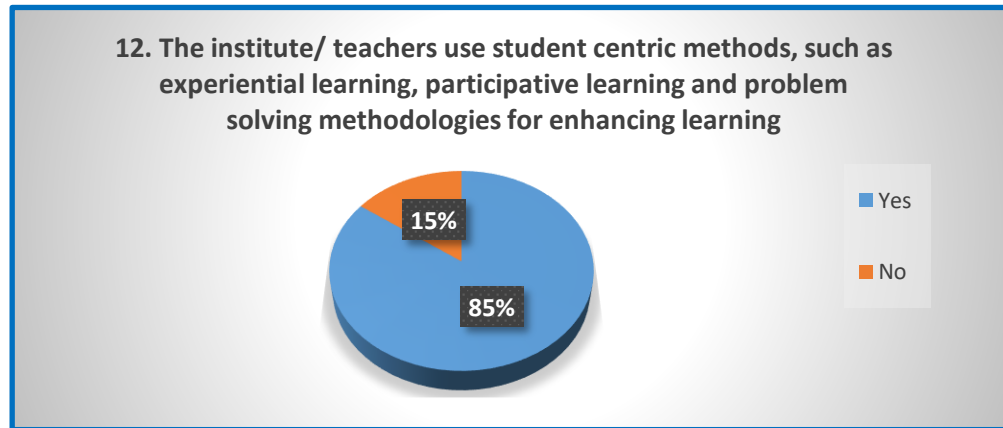 12. The institute/ teachers use student centric methods, such as
experiential learning, participative learning and problem
solving methodologies for enhancing learning
15%
85%
Yes
No